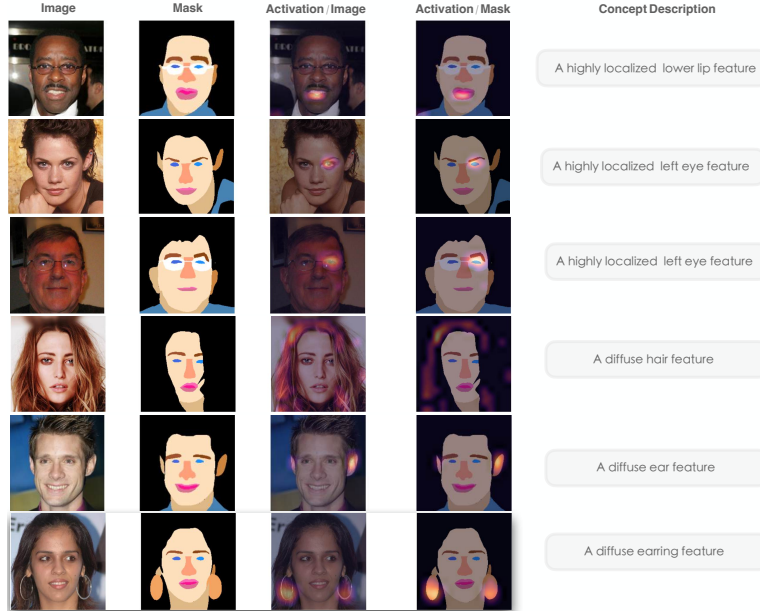 Image Mask Activation / Image Activation / Mask Concept Description
A highly localized lower lip feature
A highly localized left eye feature
A highly localized left eye feature
A diffuse hair feature
A diffuse ear feature
A diffuse earring feature